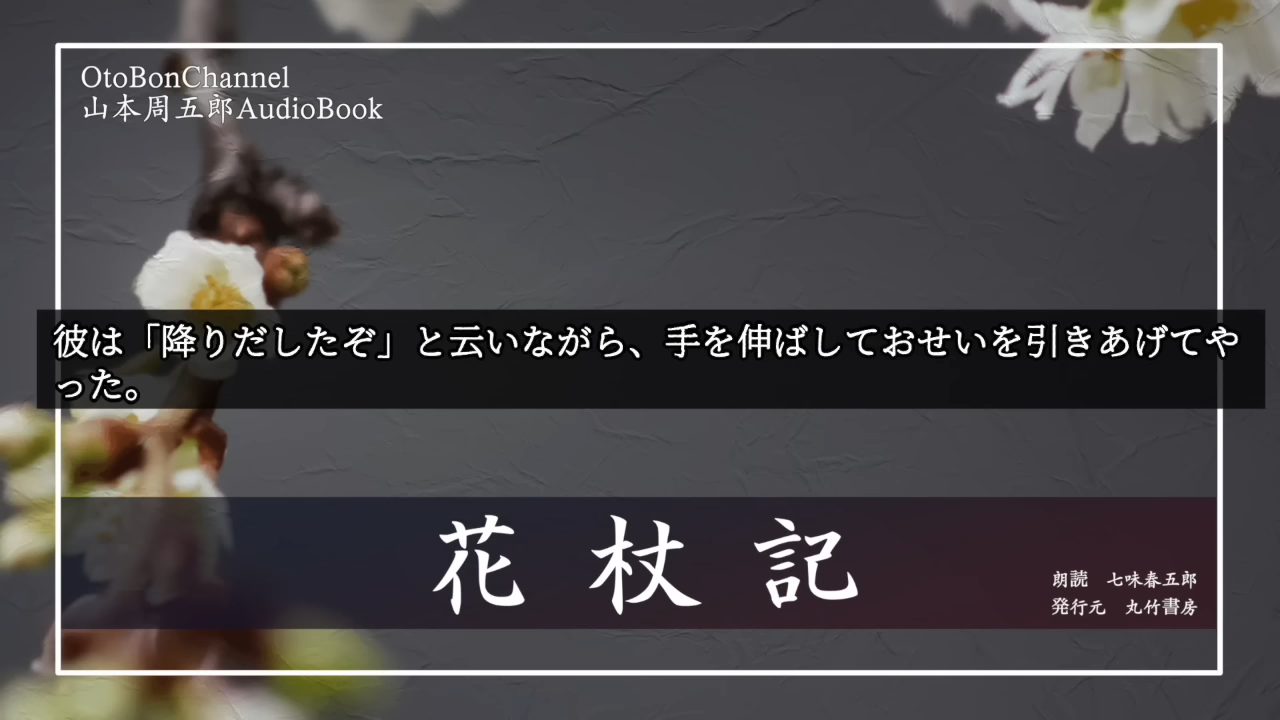 OtoBonChannel
山本周五郎AudioBook
彼は「降りだしたぞ」と云いながら、手を伸ばしておせいを引きあげてや
った。
花杖記
朗読　七味春五郎
発行元　丸竹書房